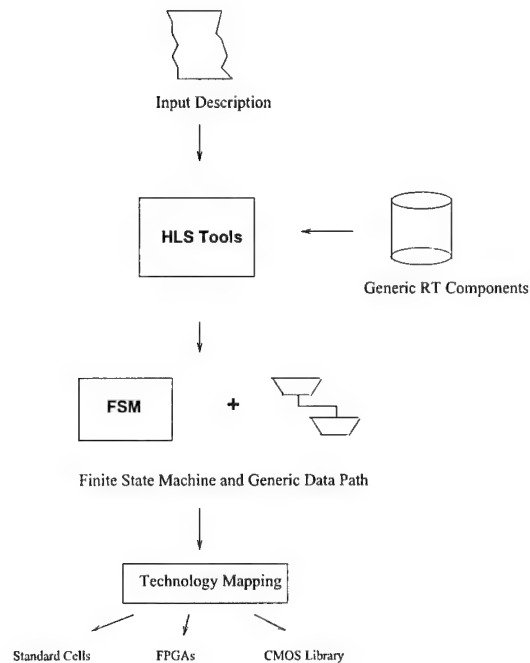 Input Description
HLS Tools
Generic RT Components
FSM
+
Finite State Machine and Generic Data Path
Technology Mapping
Standard Cells
FPGAs
CMOS Library